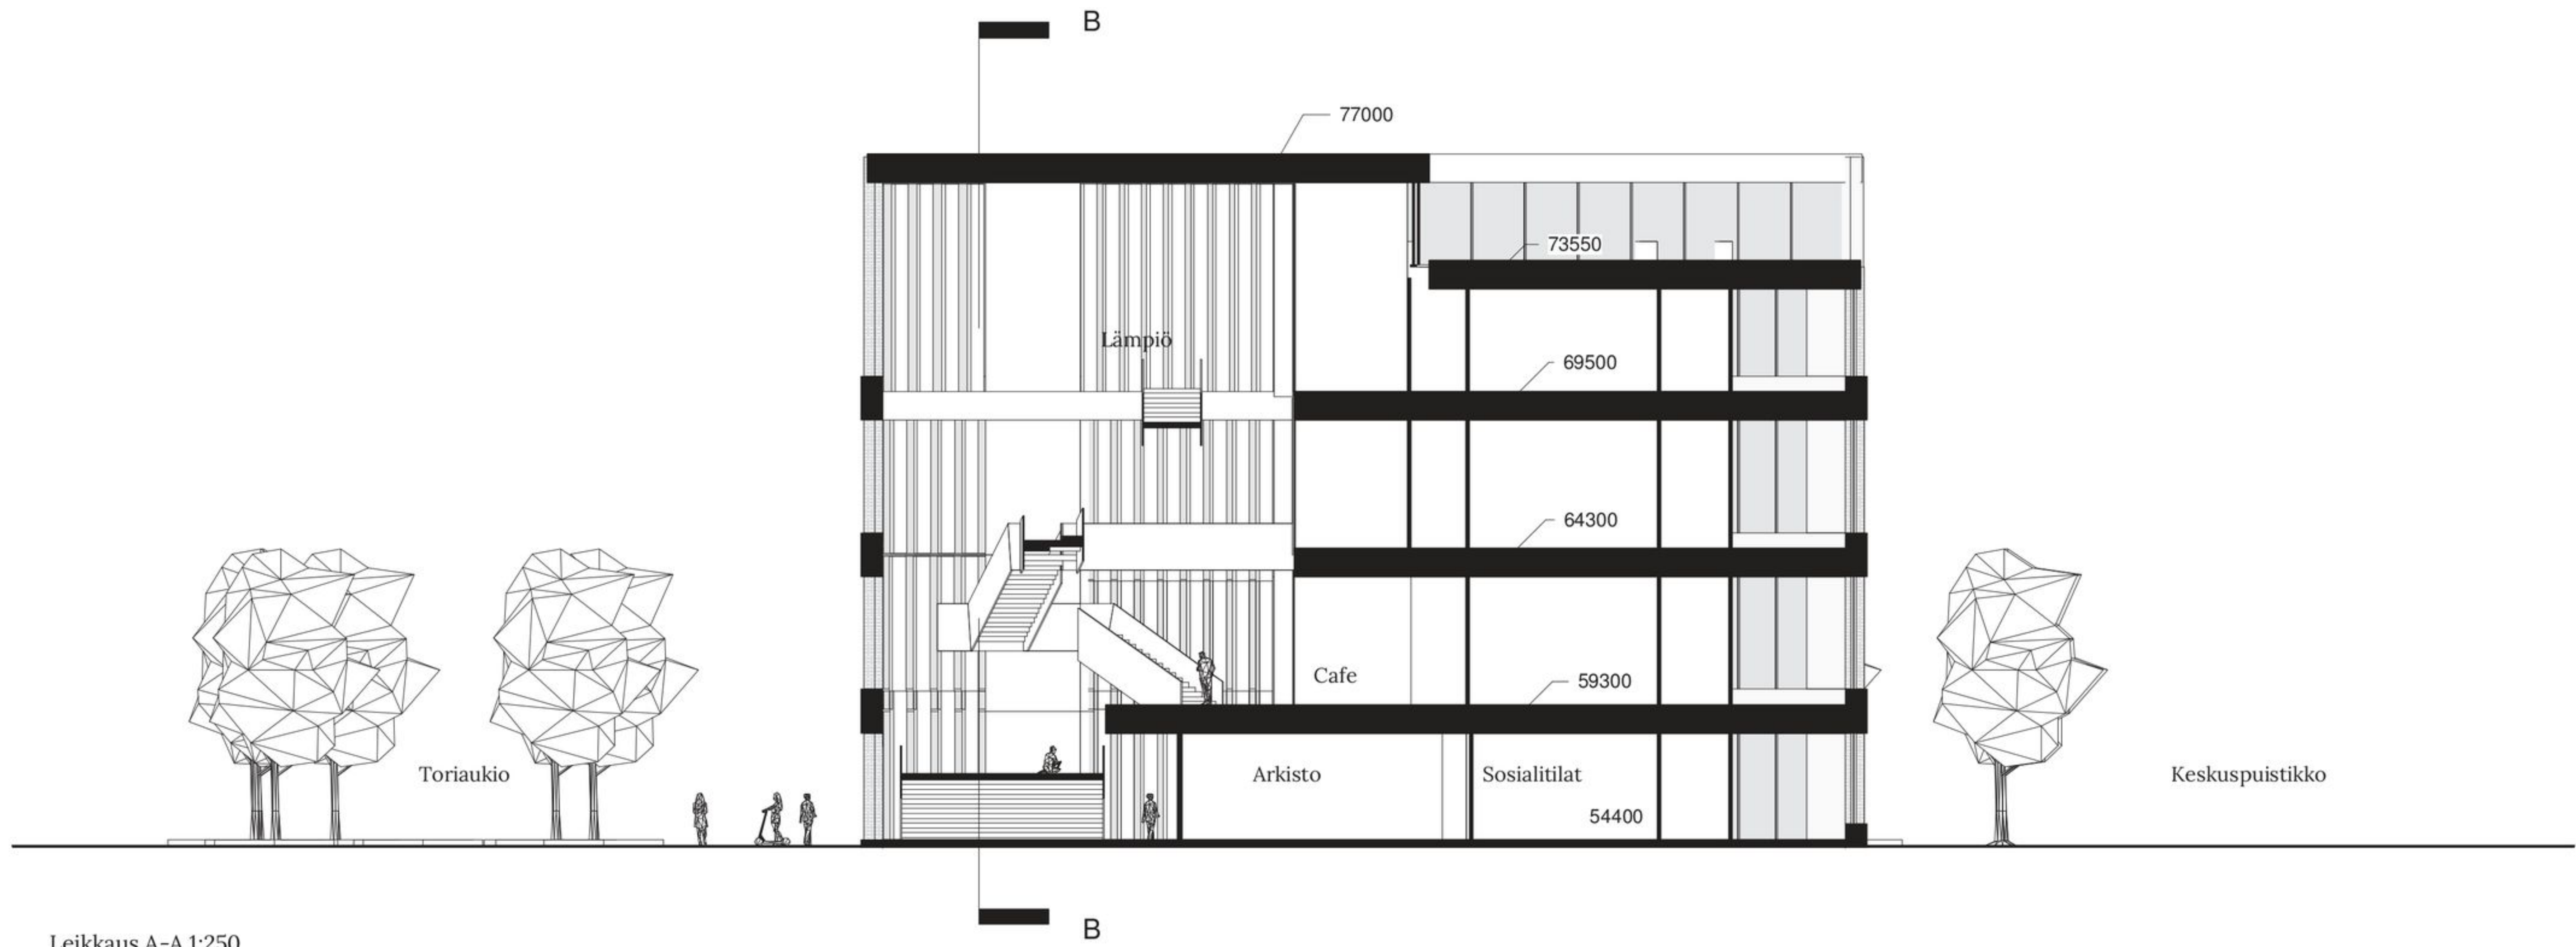 B
77000
73550
Lämpiö
69500
64300
Cafe
59300
Toriaukio
Arkisto
Sosialitilat
Keskuspuistikko
54400
B
Leikkaus A-A 1:250